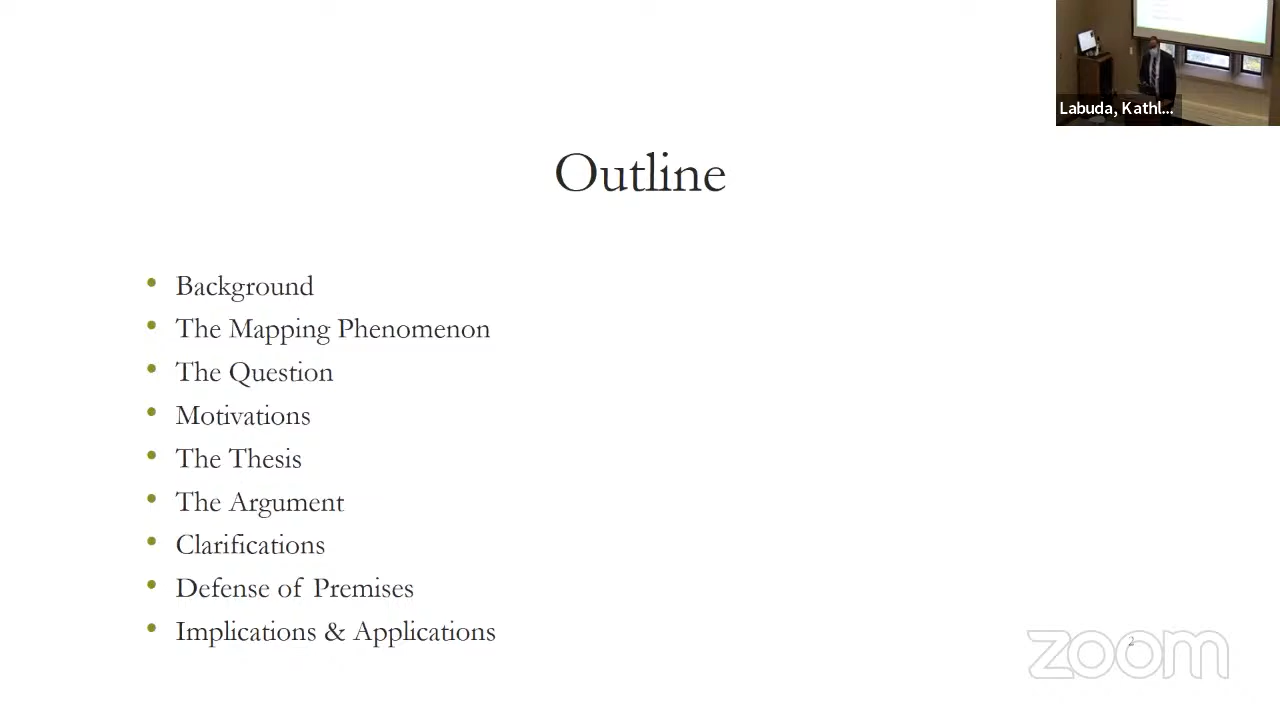 Labuda, Kathl...
Outline
• Background
• The Mapping Phenomenon
• The Question
• Motivations
• The Thesis
• The Argument
• Clarifications
• Defense of Premises
• Implications & Applications
2
zoom